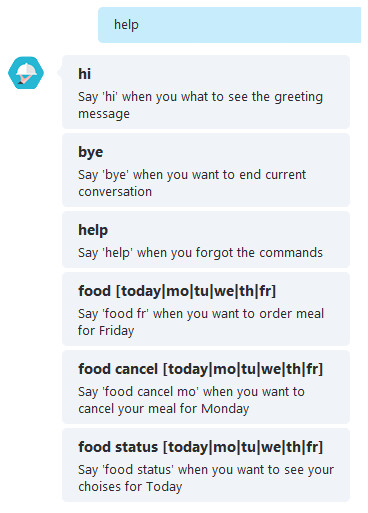 help
hi
Say 'hi' when you what to see the greeting
message
bye
Say 'bye' when you want to end current
conversation
help
Say 'help' when you forgot the commands
food [today|mo|tu|we|th|fr]
Say 'food fr' when you want to order meal
for Friday
food cancel [today|mo|tu|we|th|fr]
Say 'food cancel mo' when you want to
cancel your meal for Monday
food status [today|mo|tu|we|th|fr]
Say 'food status' when you want to see your
choises for Today